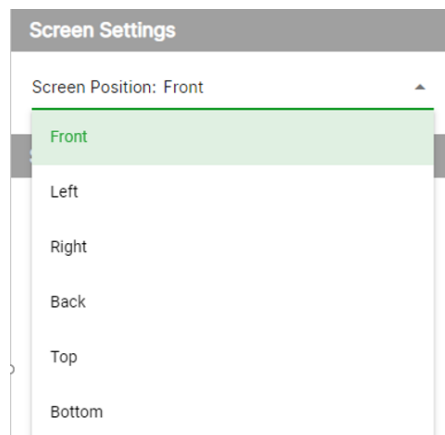 Screen Settings
Screen Position: Front
Front
Left
Right
Back
Top
Bottom